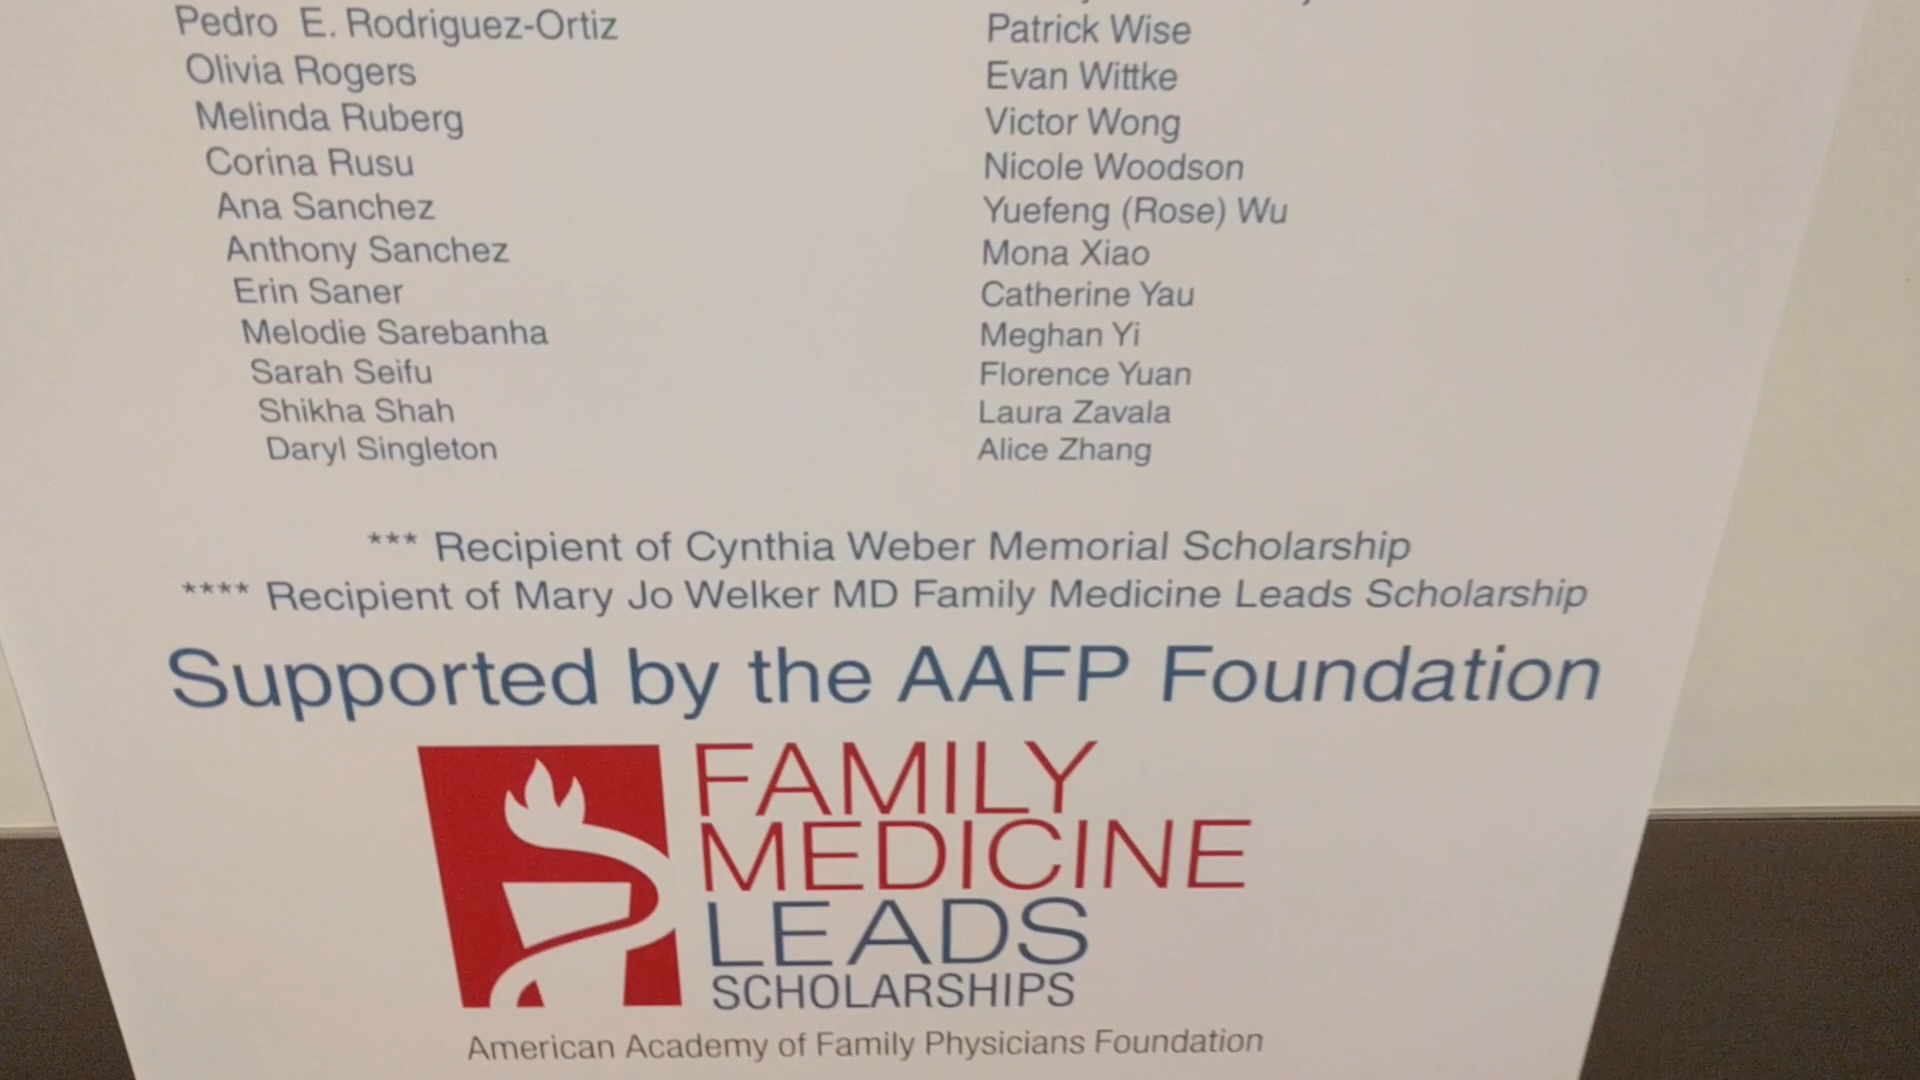 Pedro E. Rodriguez-Ortiz
Olivia Rogers
Melinda Ruberg
Corina Rusu
Ana Sanchez
Anthony Sanchez
Erin Saner
Melodie Sarebanha
Sarah Seifu
Shikha Shah
Daryl Singleton
Patrick Wise
Evan Wittke
Victor Wong
Nicole Woodson
Yuefeng (Rose) Wu
Mona Xiao
Catherine Yau
Meghan Yi
Florence Yuan
Laura Zavala
Alice Zhang
*** Recipient of Cynthia Weber Memorial Scholarship
**** Recipient of Mary Jo Welker MD Family Medicine Leads Scholarship
Supported by the AAFP Foundation
FAMILY
MEDICINE
LEADS
SCHOLARSHIPS
American Academy of Family Physicians Foundation